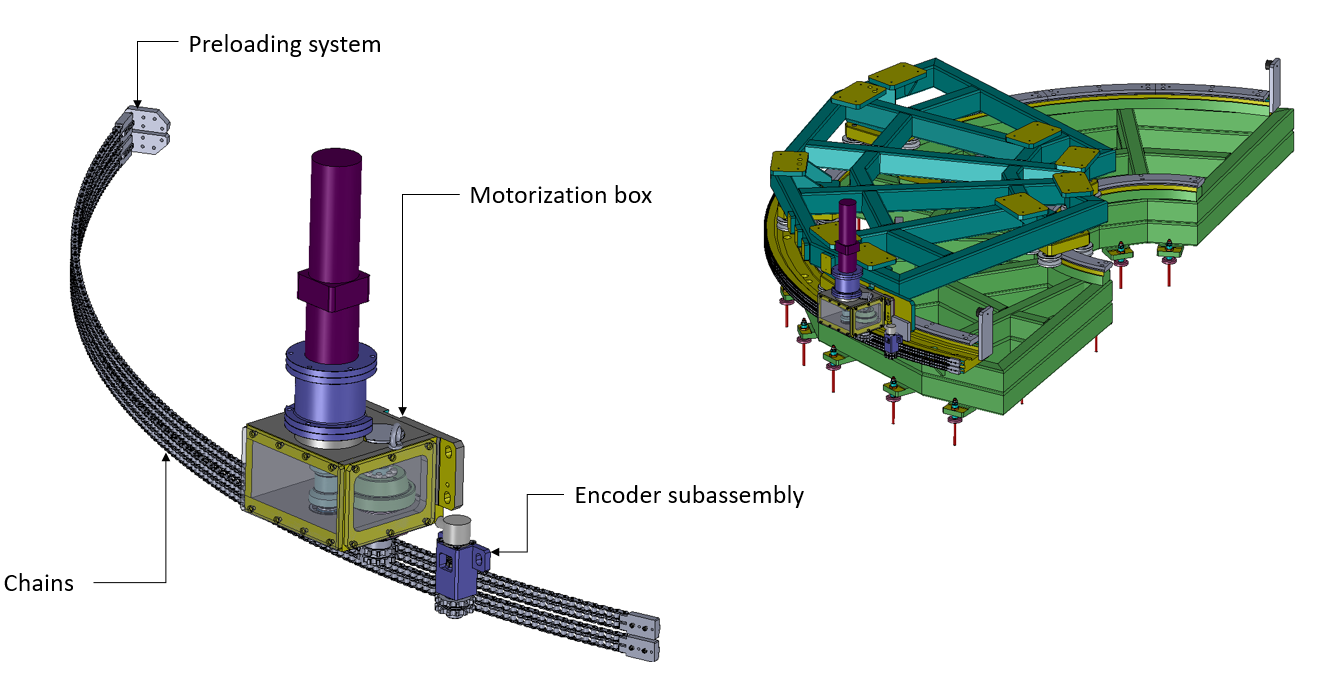 Preloading system
Motorization box
Encoder subassembly
Chains